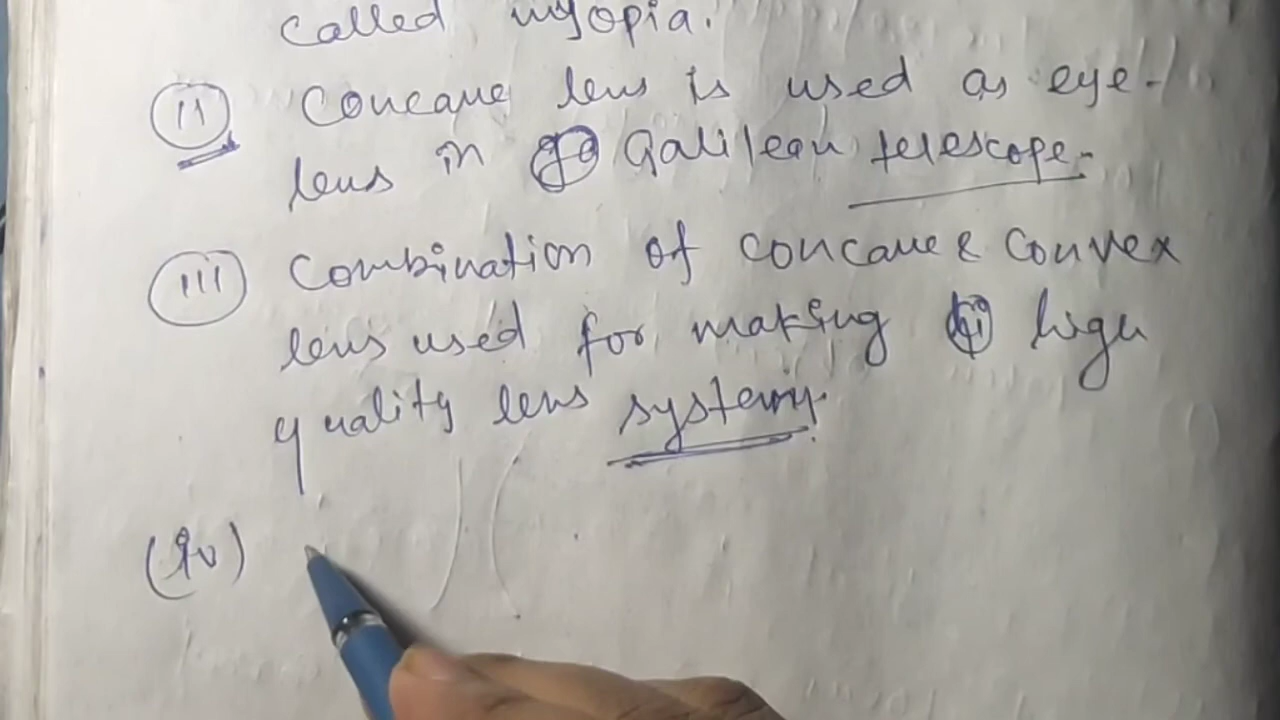 called myopia.
(II) Concave lens is used as eye-
lens in Galilean telescope.
(III) Combination of concave & convex
lens used for making high
quality lens system.
(iv)